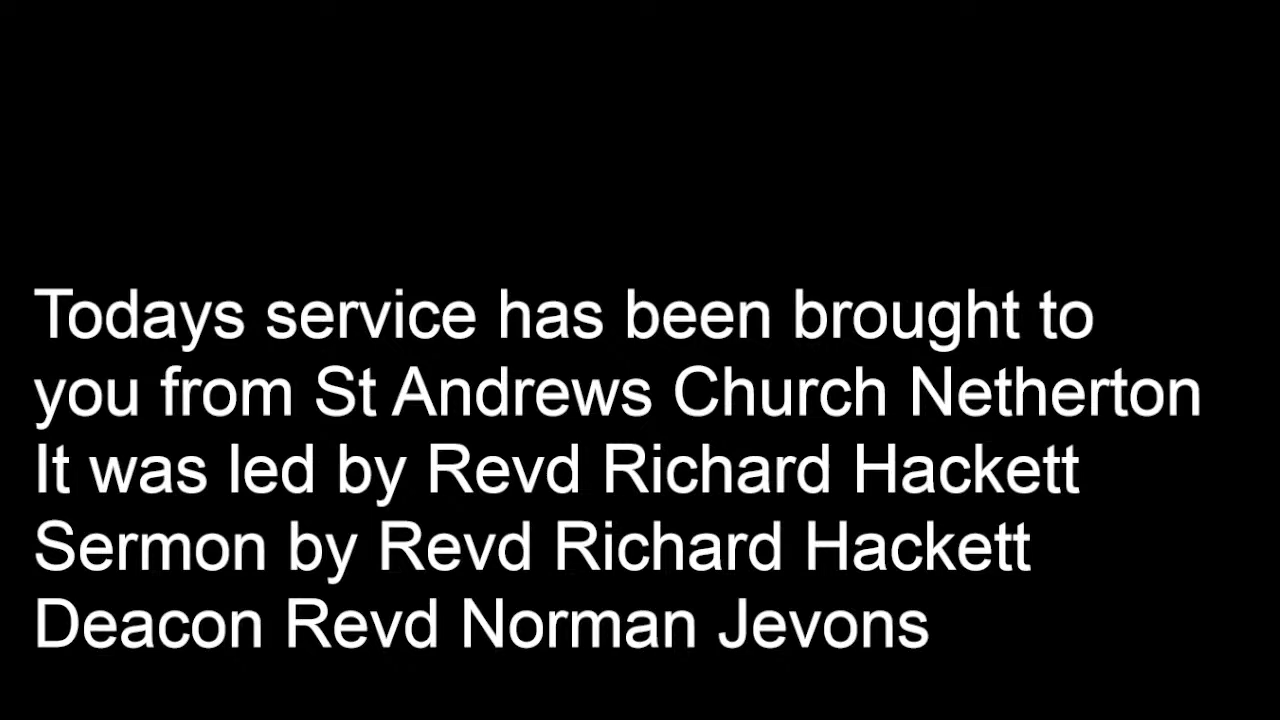 Todays service has been brought to
you from St Andrews Church Netherton
It was led by Revd Richard Hackett
Sermon by Revd Richard Hackett
Deacon Revd Norman Jevons